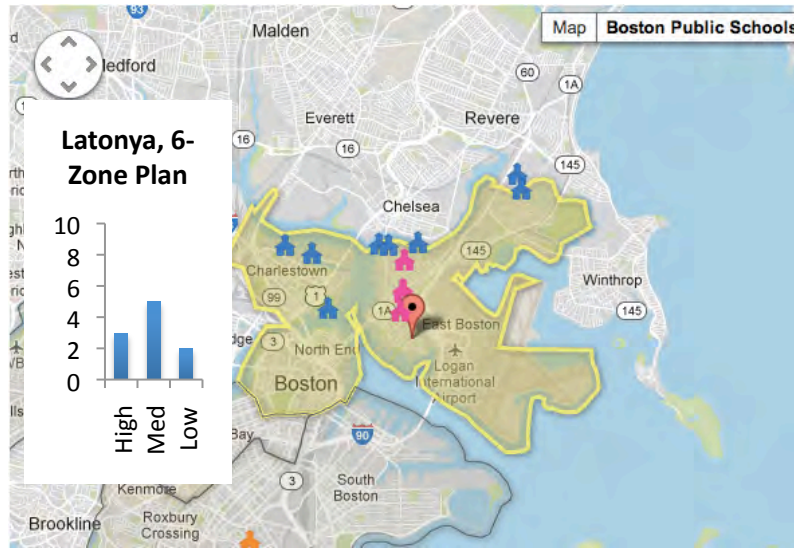 93
Malden
Map
Boston Public Schools
Medford
60
1A
Everett
Revere
16
16
145
Latonya, 6-
Zone Plan
Chelsea
10
8
6
4
2
0
High
Med
Low
145
Charlestown
Winthrop
99
1
1A
East Boston
145
3
North End
Logan
International
Airport
Boston
Bay
90
3
South
Boston
Kenmore
Roxbury
Crossing
Brookline